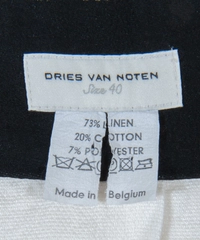 DRIES VAN NOTEN
Size 40
73% LINEN
20% COTTON
7% POLYESTER
Made in Belgium